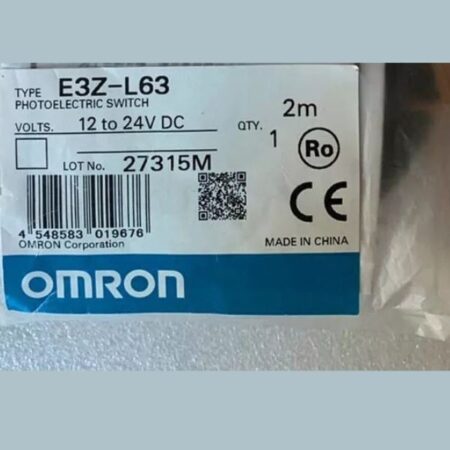 TYPE E3Z-L63
PHOTOELECTRIC SWITCH 2m
VOLTS. 12 to 24V DC QTY. 1
Ro
LOT No. 27315M
CE
4 548583 019676
OMRON Corporation MADE IN CHINA
OMRON